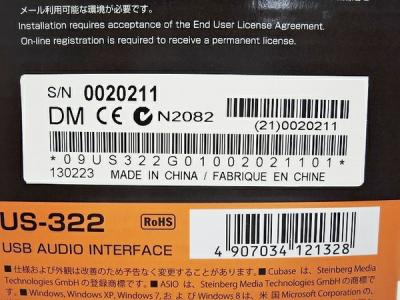 メール利用可能な環境が必要です。
Installation requires acceptance of the End User License Agreement.
On-line registration is required to receive a permanent license.
S/N 0020211
DM CE N2082
(21)0020211
*09US322G01002021101*
130223 MADE IN CHINA / FABRIQUE EN CHINE
US-322 RoHS
USB AUDIO INTERFACE
4 907034 121328
■仕様および外観は改善のため予告なく変更することがあります。 ■ Cubase は、Steinberg Media
Technologies GmbH の登録商標です。 ■ ASIO は、Steinberg Media Technologies GmbH
です。 ■ Windows, Windows XP, Windows 7, および Windows 8 は、米国 Microsoft Corporation の、